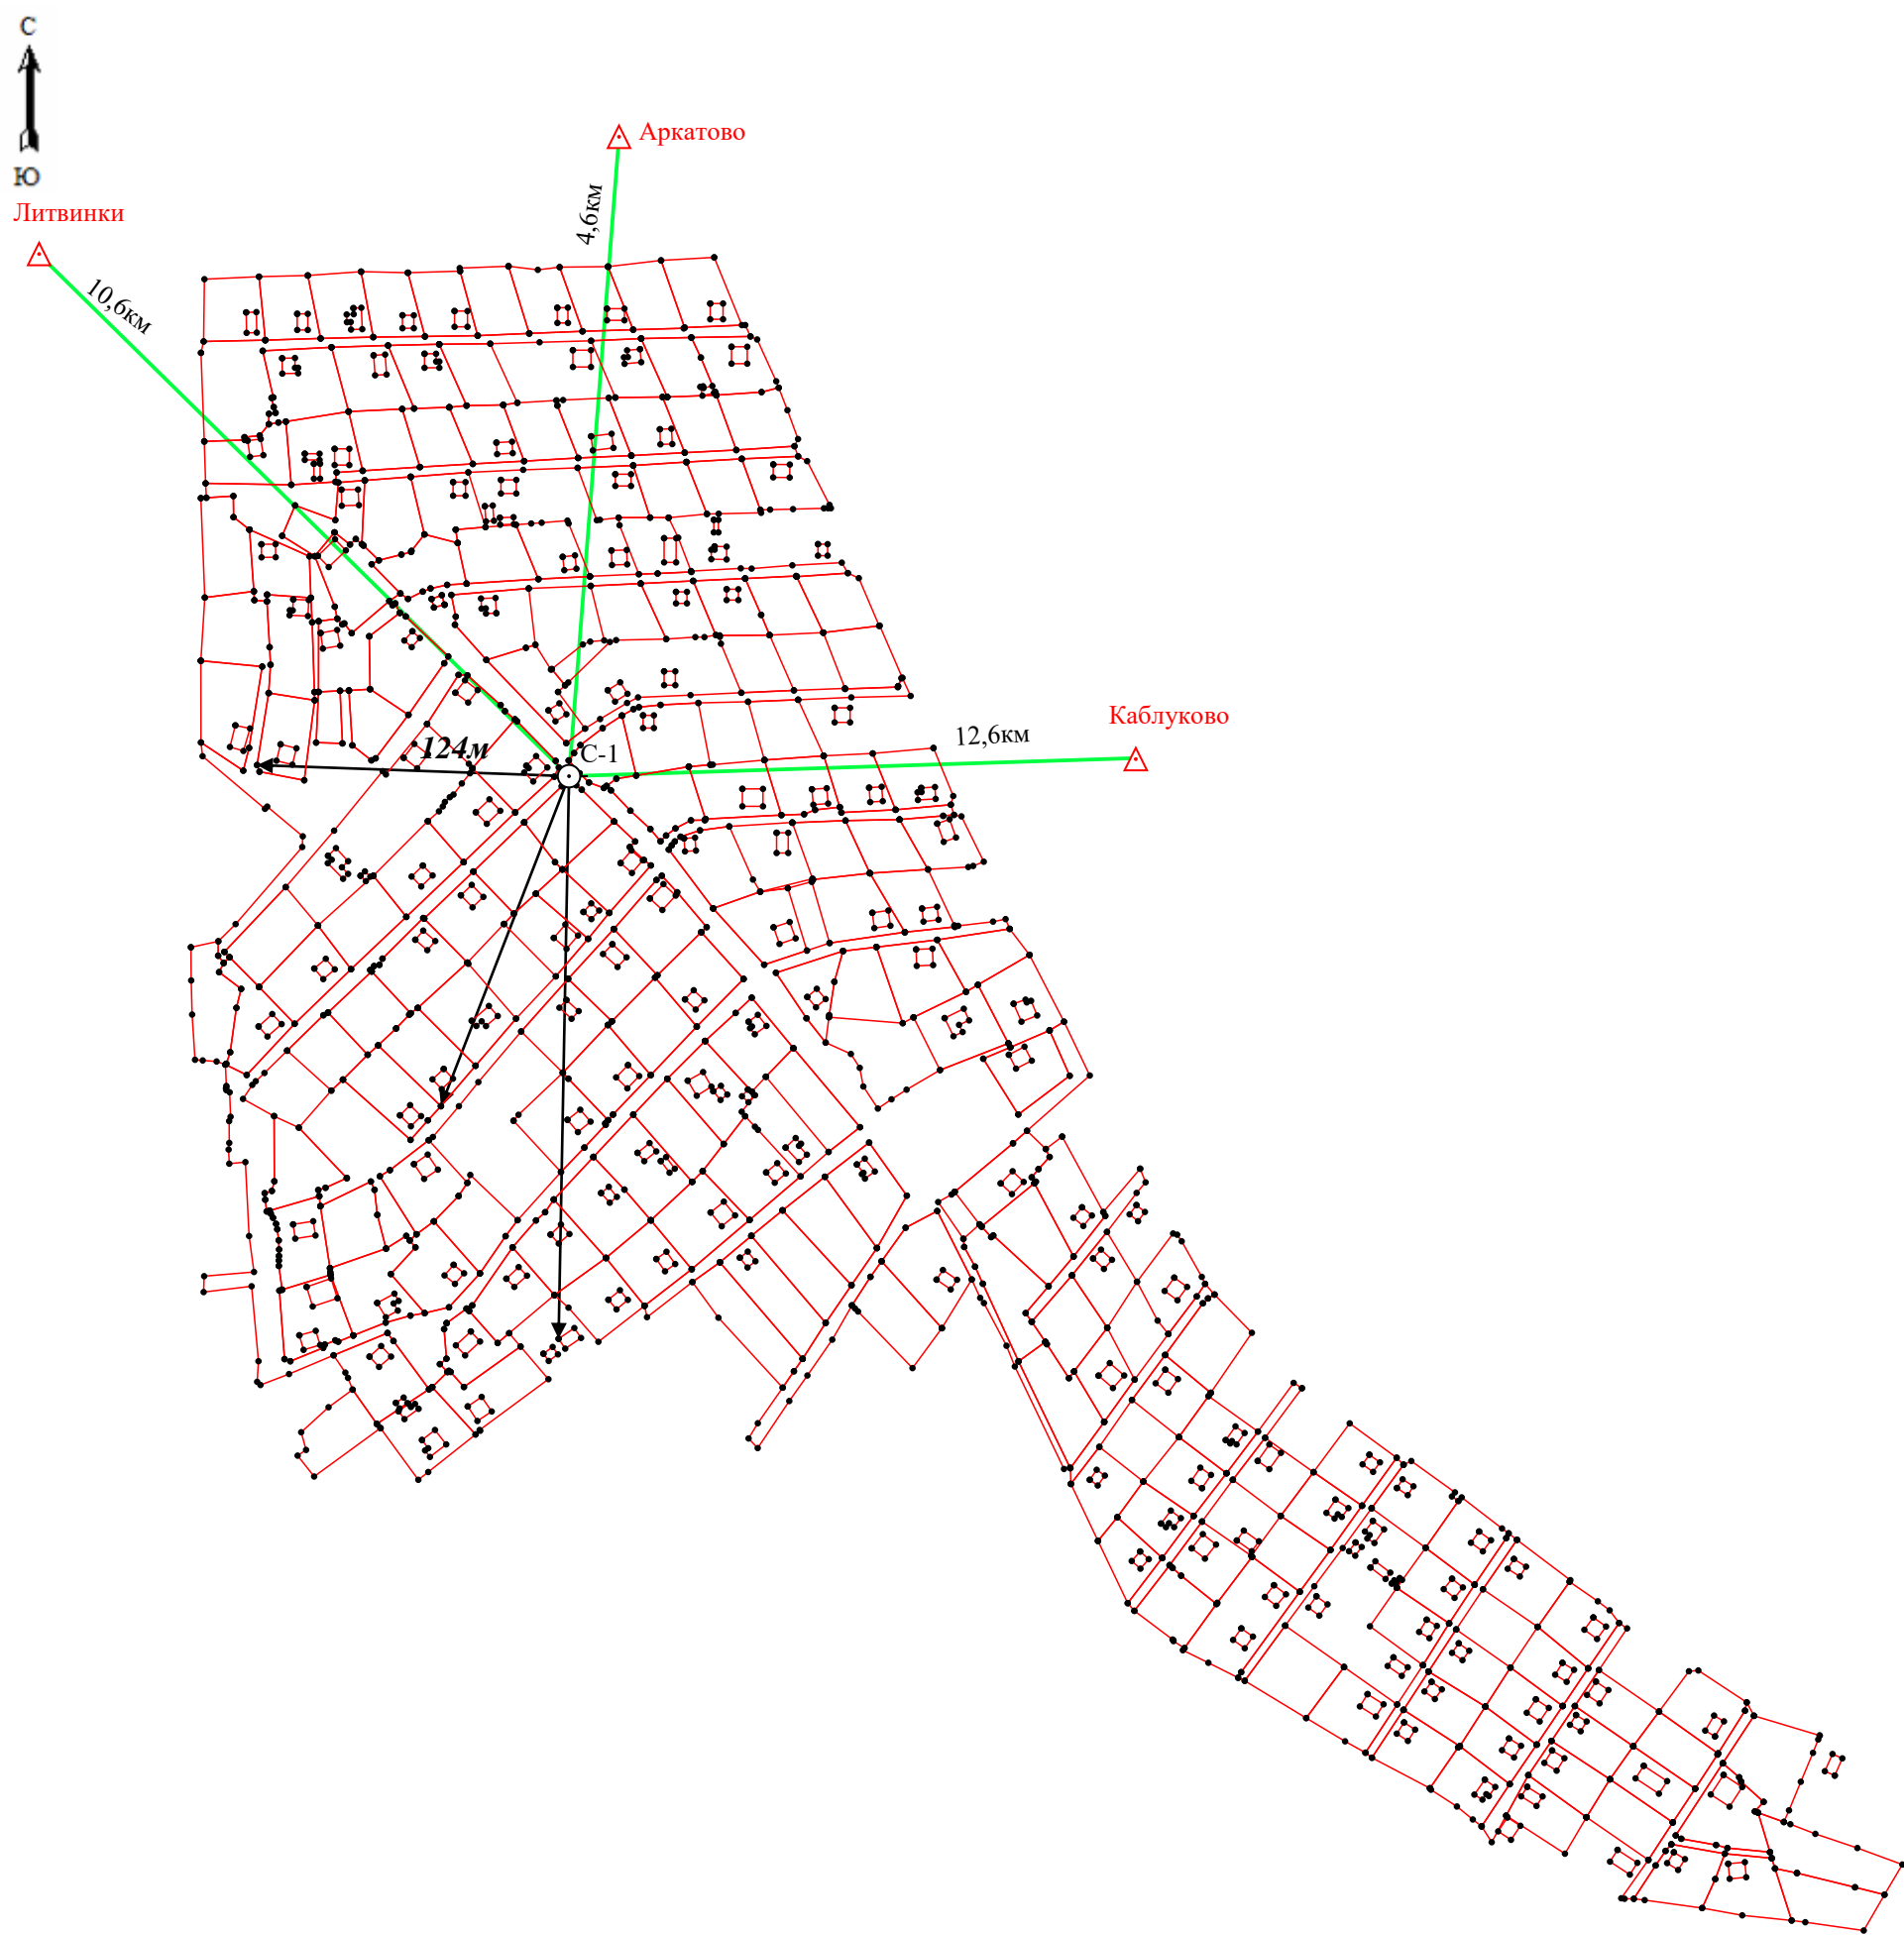 С
Ю
Аркатово
Литвинки
4,6км
10,6км
Каблуково
12,6км
124м
С-1